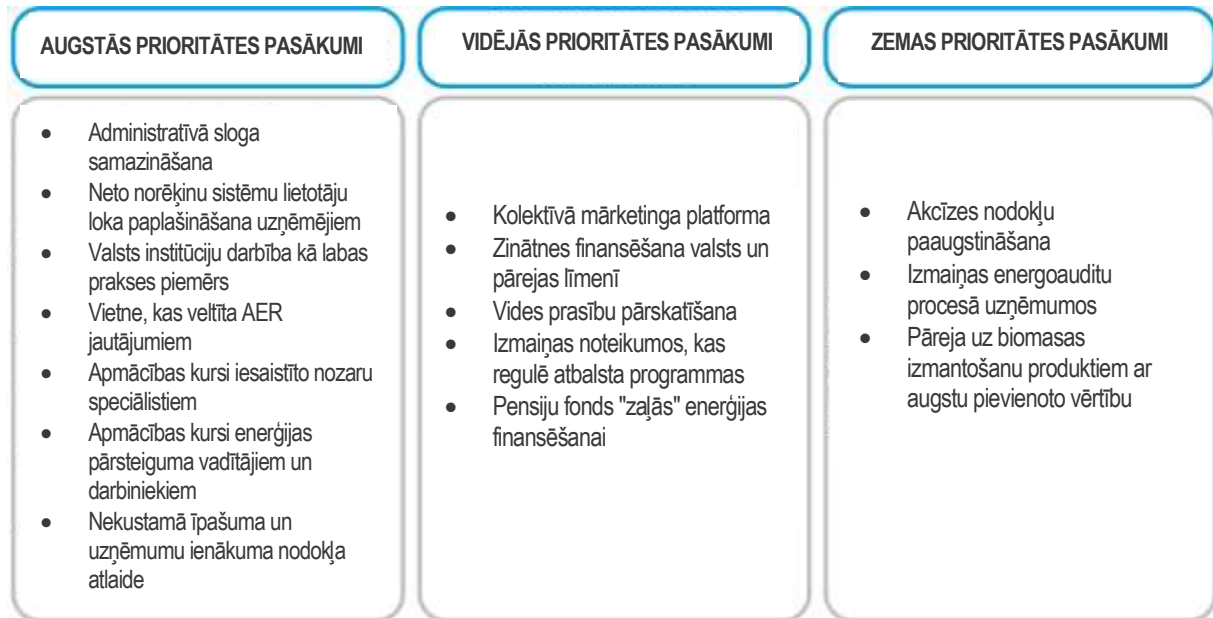 AUGSTĀS PRIORITĀTES PASĀKUMI
• Administratīvā sloga
samazināšana
• Neto norēķinu sistēmu lietotāju
loka paplašināšana uzņēmējiem
• Valsts institūciju darbība kā labas
prakses piemērs
• Vietne, kas veltīta AER
jautājumiem
• Apmācības kursi iesaistīto nozaru
speciālistiem
• Apmācības kursi enerģijas
pārsteiguma vadītājiem un
darbiniekiem
• Nekustamā īpašuma un
uzņēmumu ienākuma nodokļa
atlaide
VIDĒJĀS PRIORITĀTES PASĀKUMI
• Kolektīvā mārketinga platforma
• Zinātnes finansēšana valsts un
pārejas līmenī
• Vides prasību pārskatīšana
• Izmaiņas noteikumos, kas
regulē atbalsta programmas
• Pensiju fonds "zaļās" enerģijas
finansēšanai
ZEMAS PRIORITĀTES PASĀKUMI
• Akcīzes nodokļu
paaugstināšana
• Izmaiņas energoauditu
procesā uzņēmumos
• Pāreja uz biomasas
izmantošanu produktiem ar
augstu pievienoto vērtību